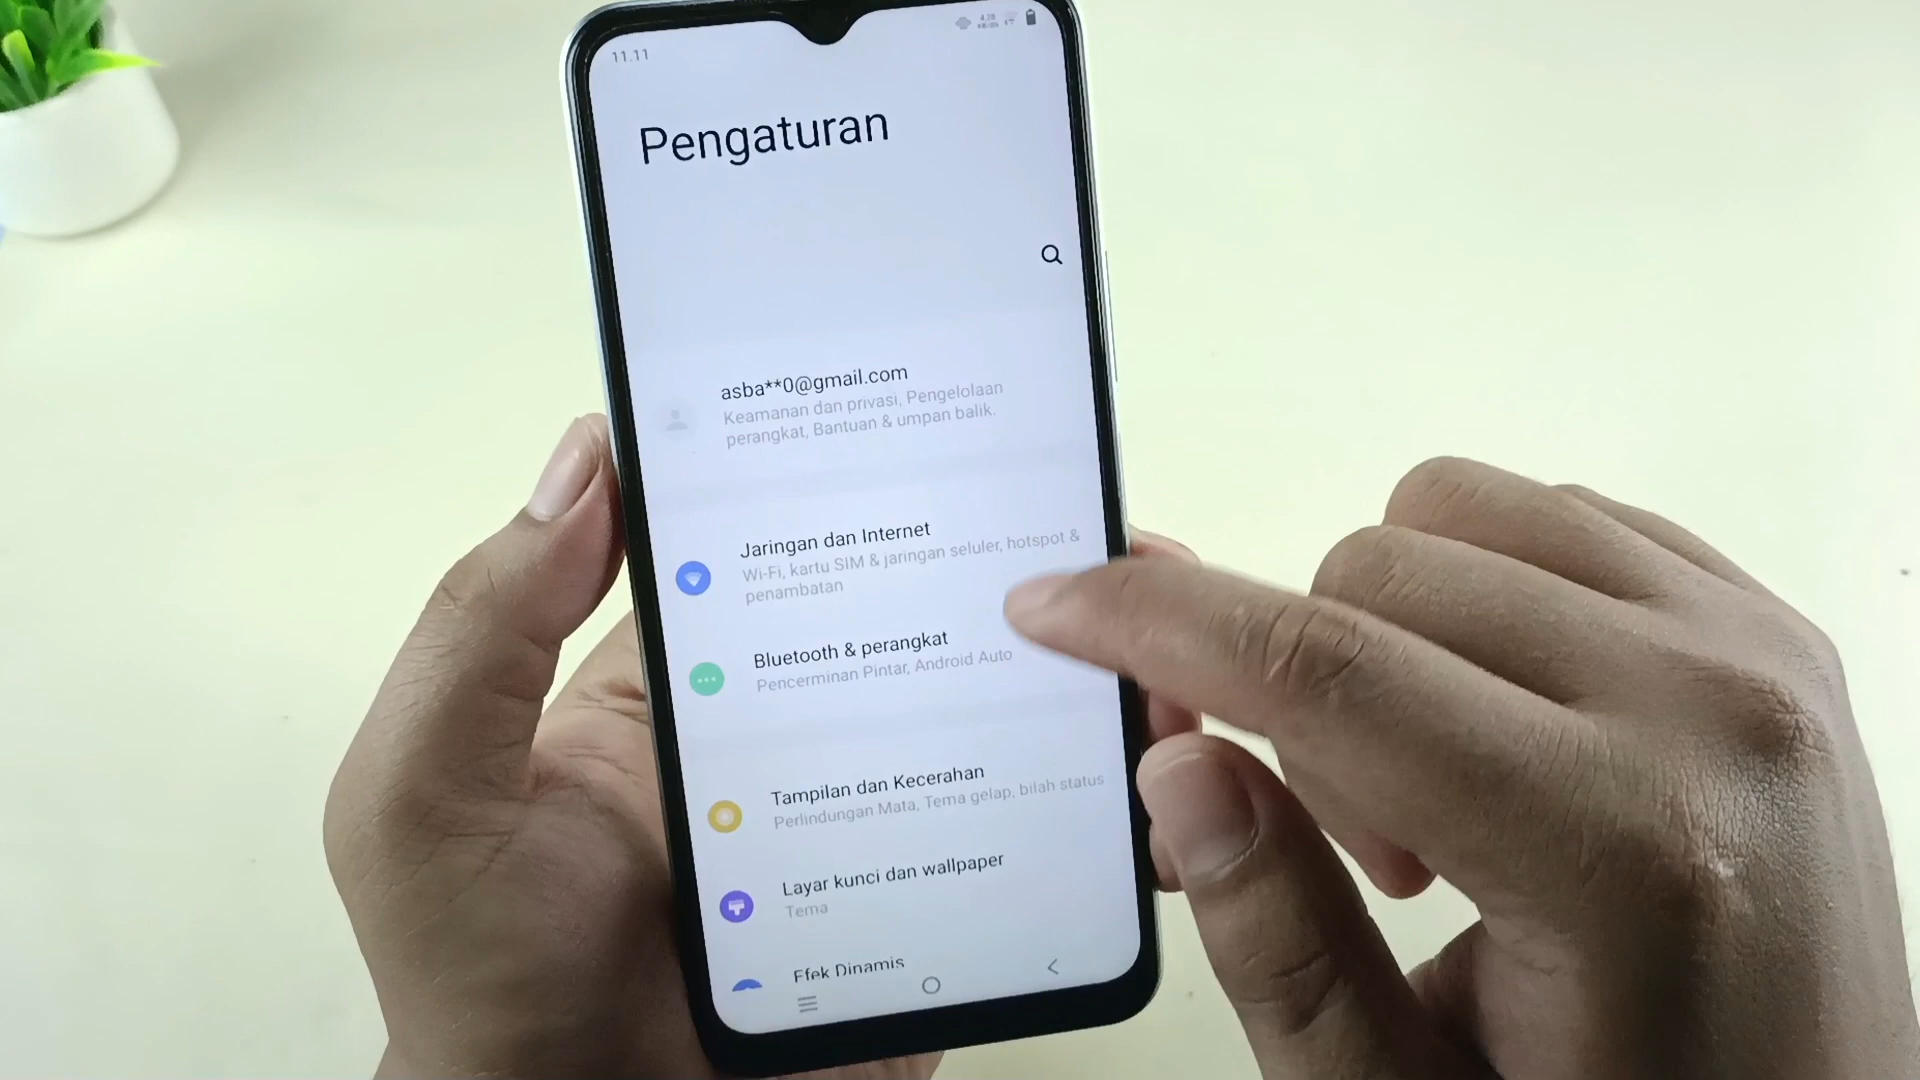 11.11
Pengaturan
asba**0@gmail.com
Keamanan dan privasi, Pengelolaan
perangkat, Bantuan & umpan balik.
Jaringan dan Internet
Wi-Fi, kartu SIM & jaringan seluler, hotspot &
penambatan
Bluetooth & perangkat
Pencerminan Pintar, Android Auto
Tampilan dan Kecerahan
Perlindungan Mata, Tema gelap, bilah status
Layar kunci dan wallpaper
Tema
Efek Dinamis